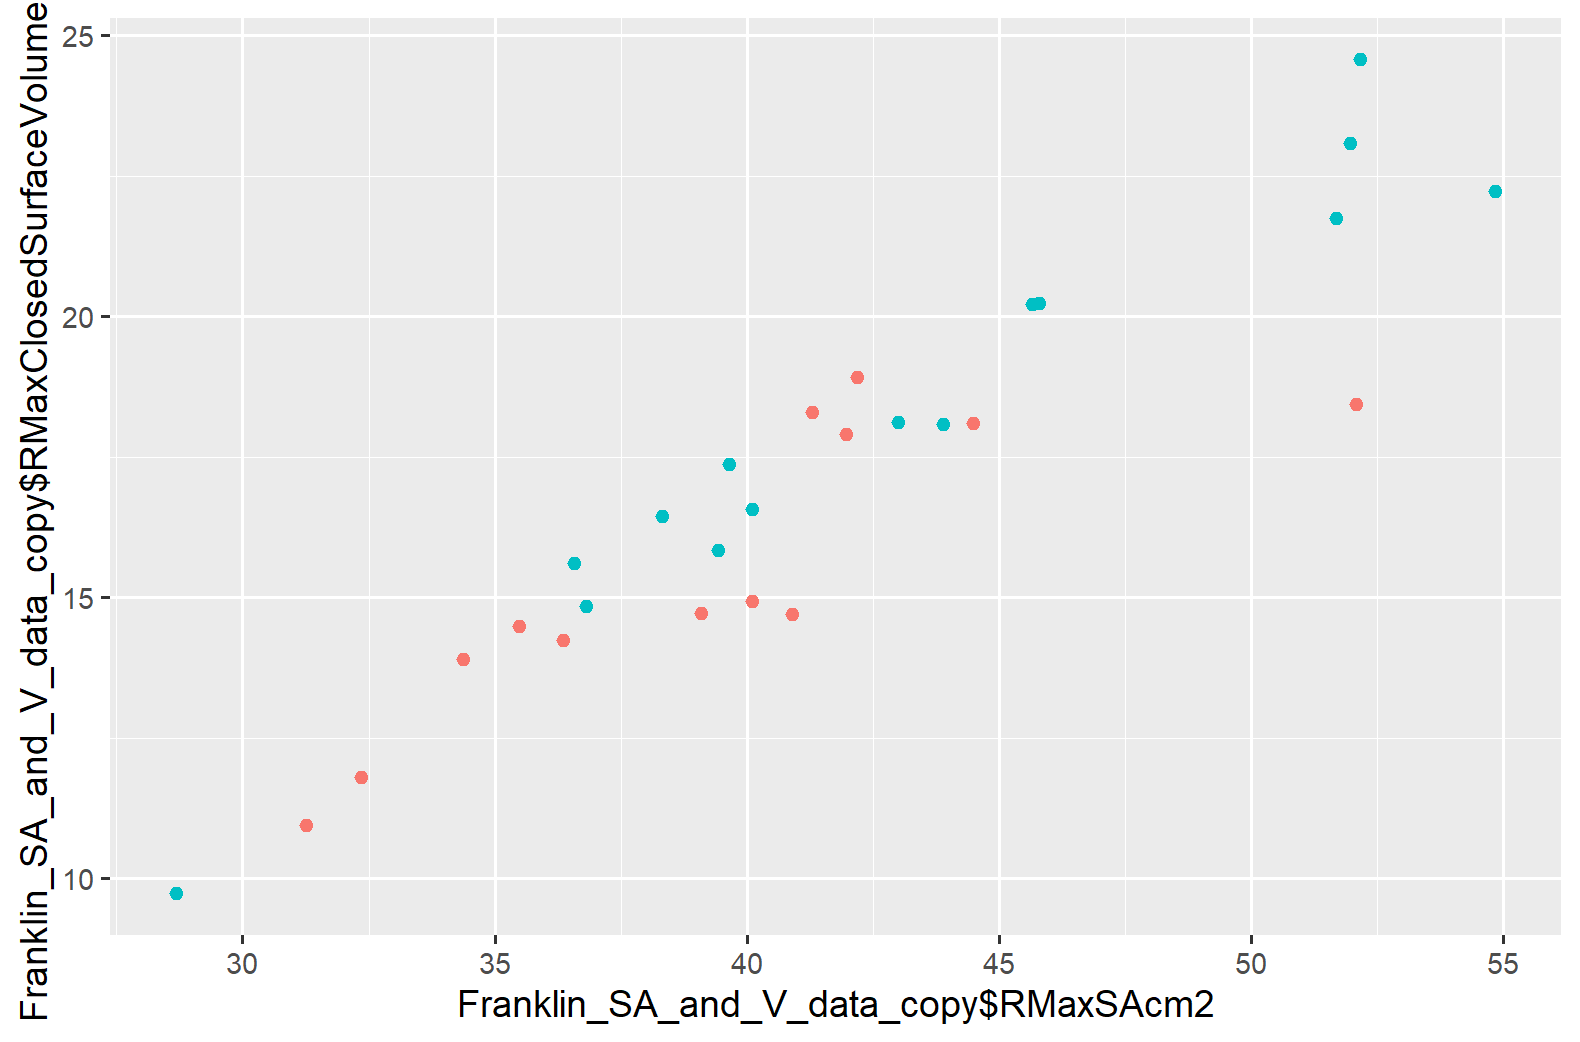 Franklin_SA_and_V_data_copy$RMaxClosedSurfaceVolume
25
20
15
10
30 35 40 45 50 55
Franklin_SA_and_V_data_copy$RMaxSAcm2